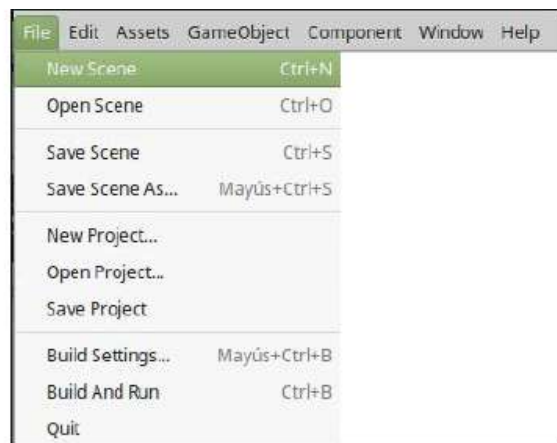 File Edit Assets GameObject Component Window Help
New Scene Ctrl+N
Open Scene Ctrl+O
Save Scene Ctrl+S
Save Scene As... Mayús+Ctrl+S
New Project...
Open Project...
Save Project
Build Settings... Mayús+Ctrl+B
Build And Run Ctrl+B
Quit